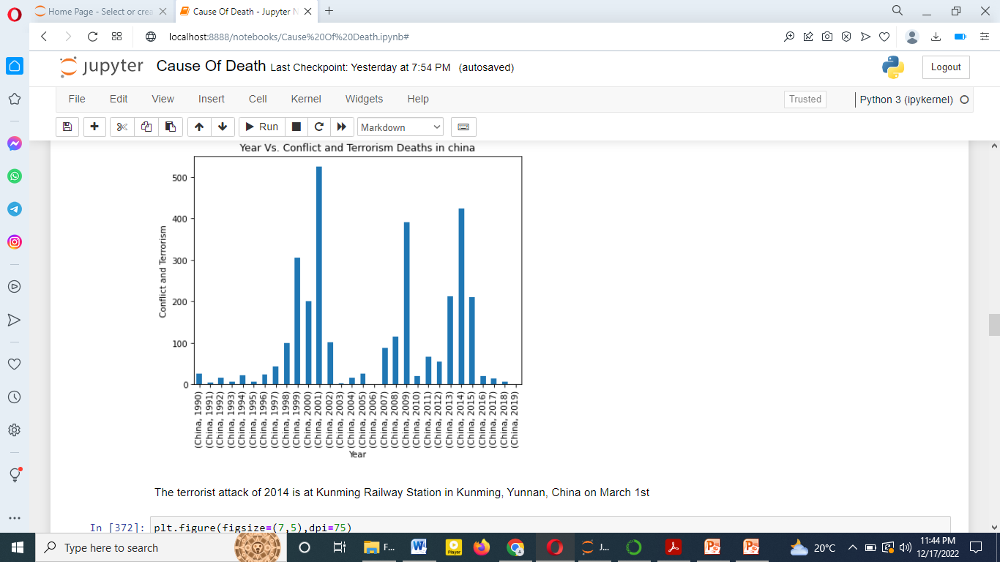 Home Page - Select or crea
Cause Of Death - Jupyter N
localhost:8888/notebooks/Cause%20Of%20Death.ipynb#
jupyter Cause Of Death Last Checkpoint: Yesterday at 7:54 PM (autosaved)
Logout
File Edit View Insert Cell Kernel Widgets Help
Trusted
Python 3 (ipykernel)
Run
Markdown
Year Vs. Conflict and Terrorism Deaths in china
Conflict and Terrorism
500
400
300
200
100
0
(China, 1990)
(China, 1991)
(China, 1992)
(China, 1993)
(China, 1994)
(China, 1995)
(China, 1996)
(China, 1997)
(China, 1998)
(China, 1999)
(China, 2000)
(China, 2001)
(China, 2002)
(China, 2003)
(China, 2004)
(China, 2005)
(China, 2006)
(China, 2007)
(China, 2008)
(China, 2009)
(China, 2010)
(China, 2011)
(China, 2012)
(China, 2013)
(China, 2014)
(China, 2015)
(China, 2016)
(China, 2017)
(China, 2018)
(China, 2019)
Year
The terrorist attack of 2014 is at Kunming Railway Station in Kunming, Yunnan, China on March 1st
In [372]: plt.figure(figsize=(7,5),dpi=75)
Type here to search
F...
Player
J...
20°C
11:44 PM
12/17/2022